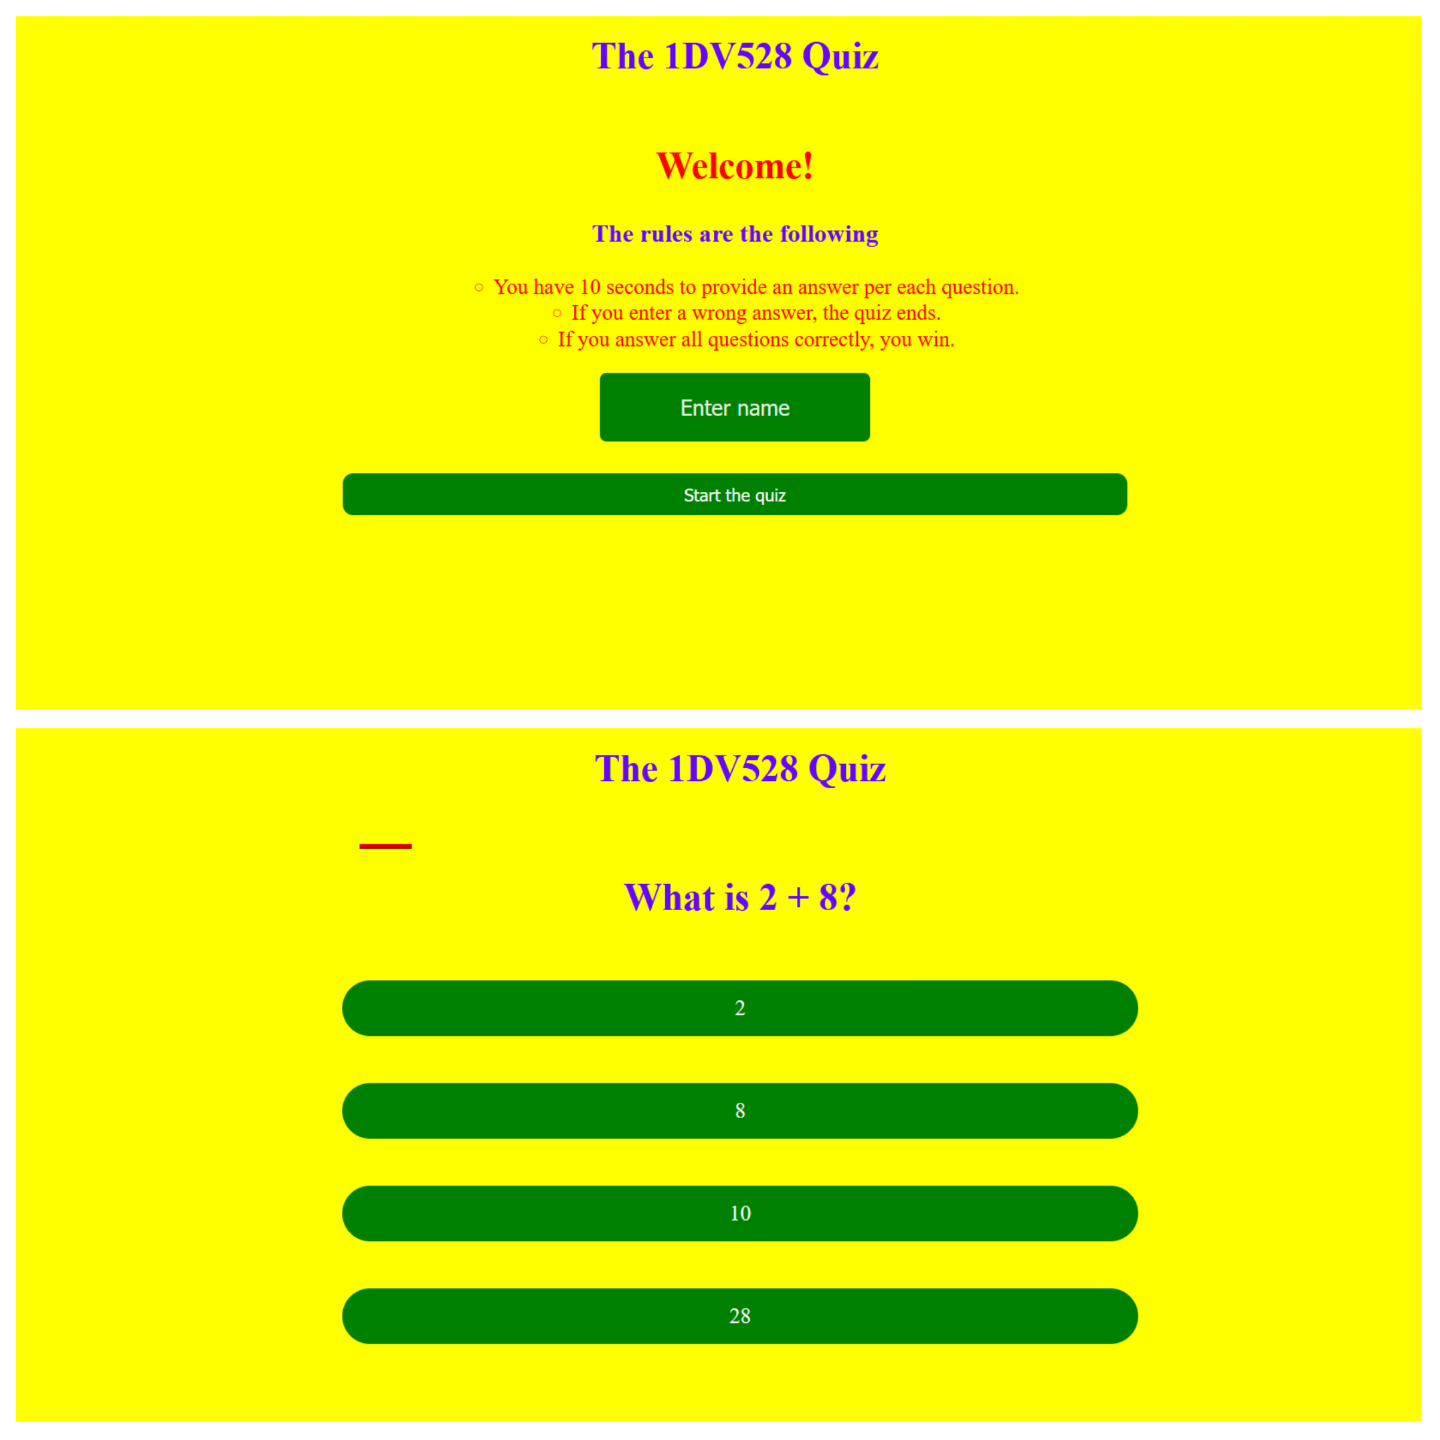 The 1DV528 Quiz
Welcome!
The rules are the following
You have 10 seconds to provide an answer per each question.
If you enter a wrong answer, the quiz ends.
If you answer all questions correctly, you win.
Enter name
Start the quiz
The 1DV528 Quiz
What is 2 + 8?
2
8
10
28